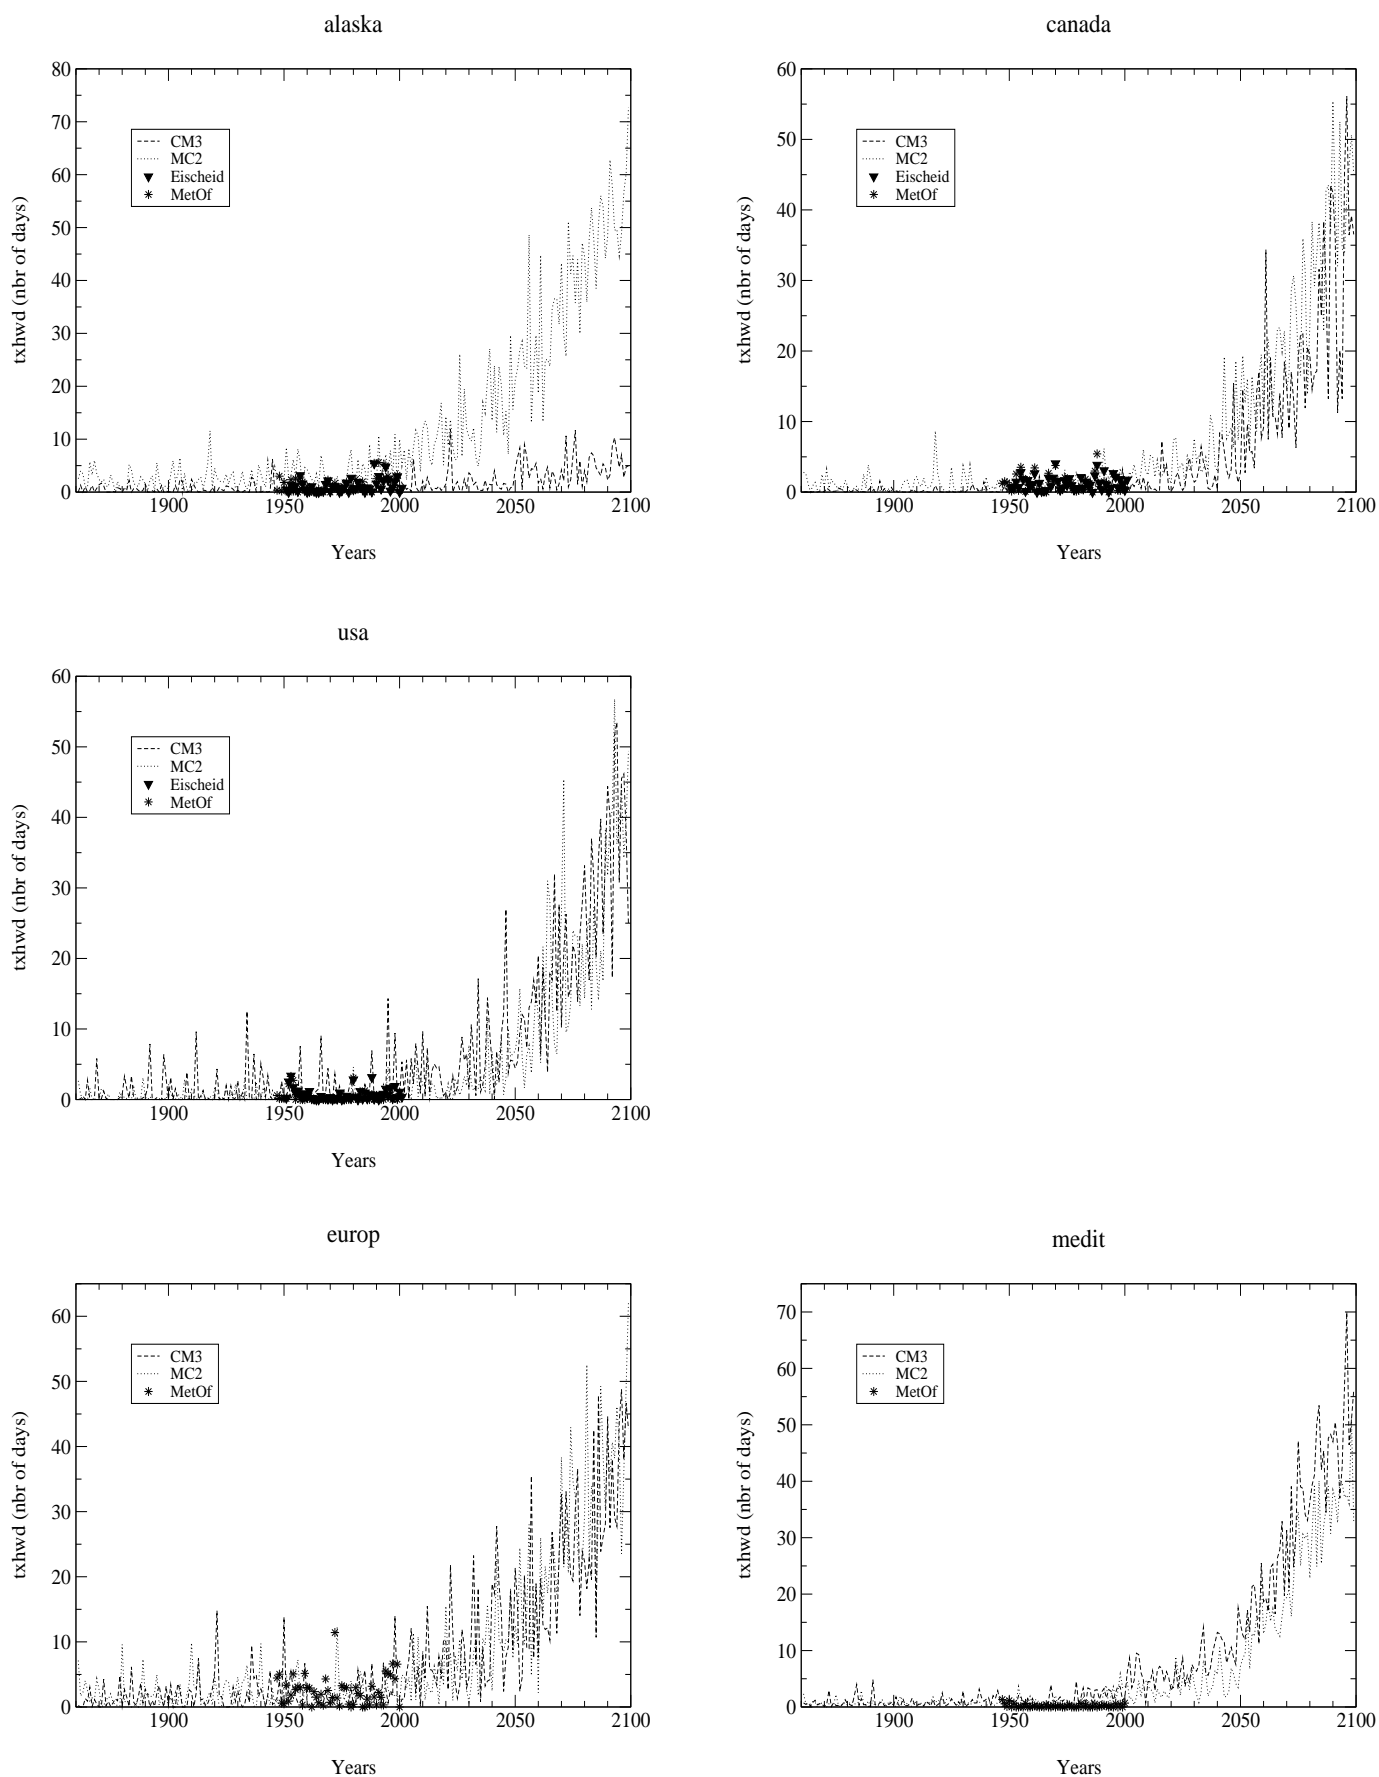 alaska
80
70
60
50
40
30
20
10
0
txhwd (nbr of days)
CM3
MC2
Eischeid
MetOf
1900 1950 2000 2050 2100
Years
canada
60
50
40
30
20
10
0
txhwd (nbr of days)
CM3
MC2
Eischeid
MetOf
1900 1950 2000 2050 2100
Years
usa
60
50
40
30
20
10
0
txhwd (nbr of days)
CM3
MC2
Eischeid
MetOf
1900 1950 2000 2050 2100
Years
europ
60
50
40
30
20
10
0
txhwd (nbr of days)
CM3
MC2
MetOf
1900 1950 2000 2050 2100
Years
medit
70
60
50
40
30
20
10
0
txhwd (nbr of days)
CM3
MC2
MetOf
1900 1950 2000 2050 2100
Years